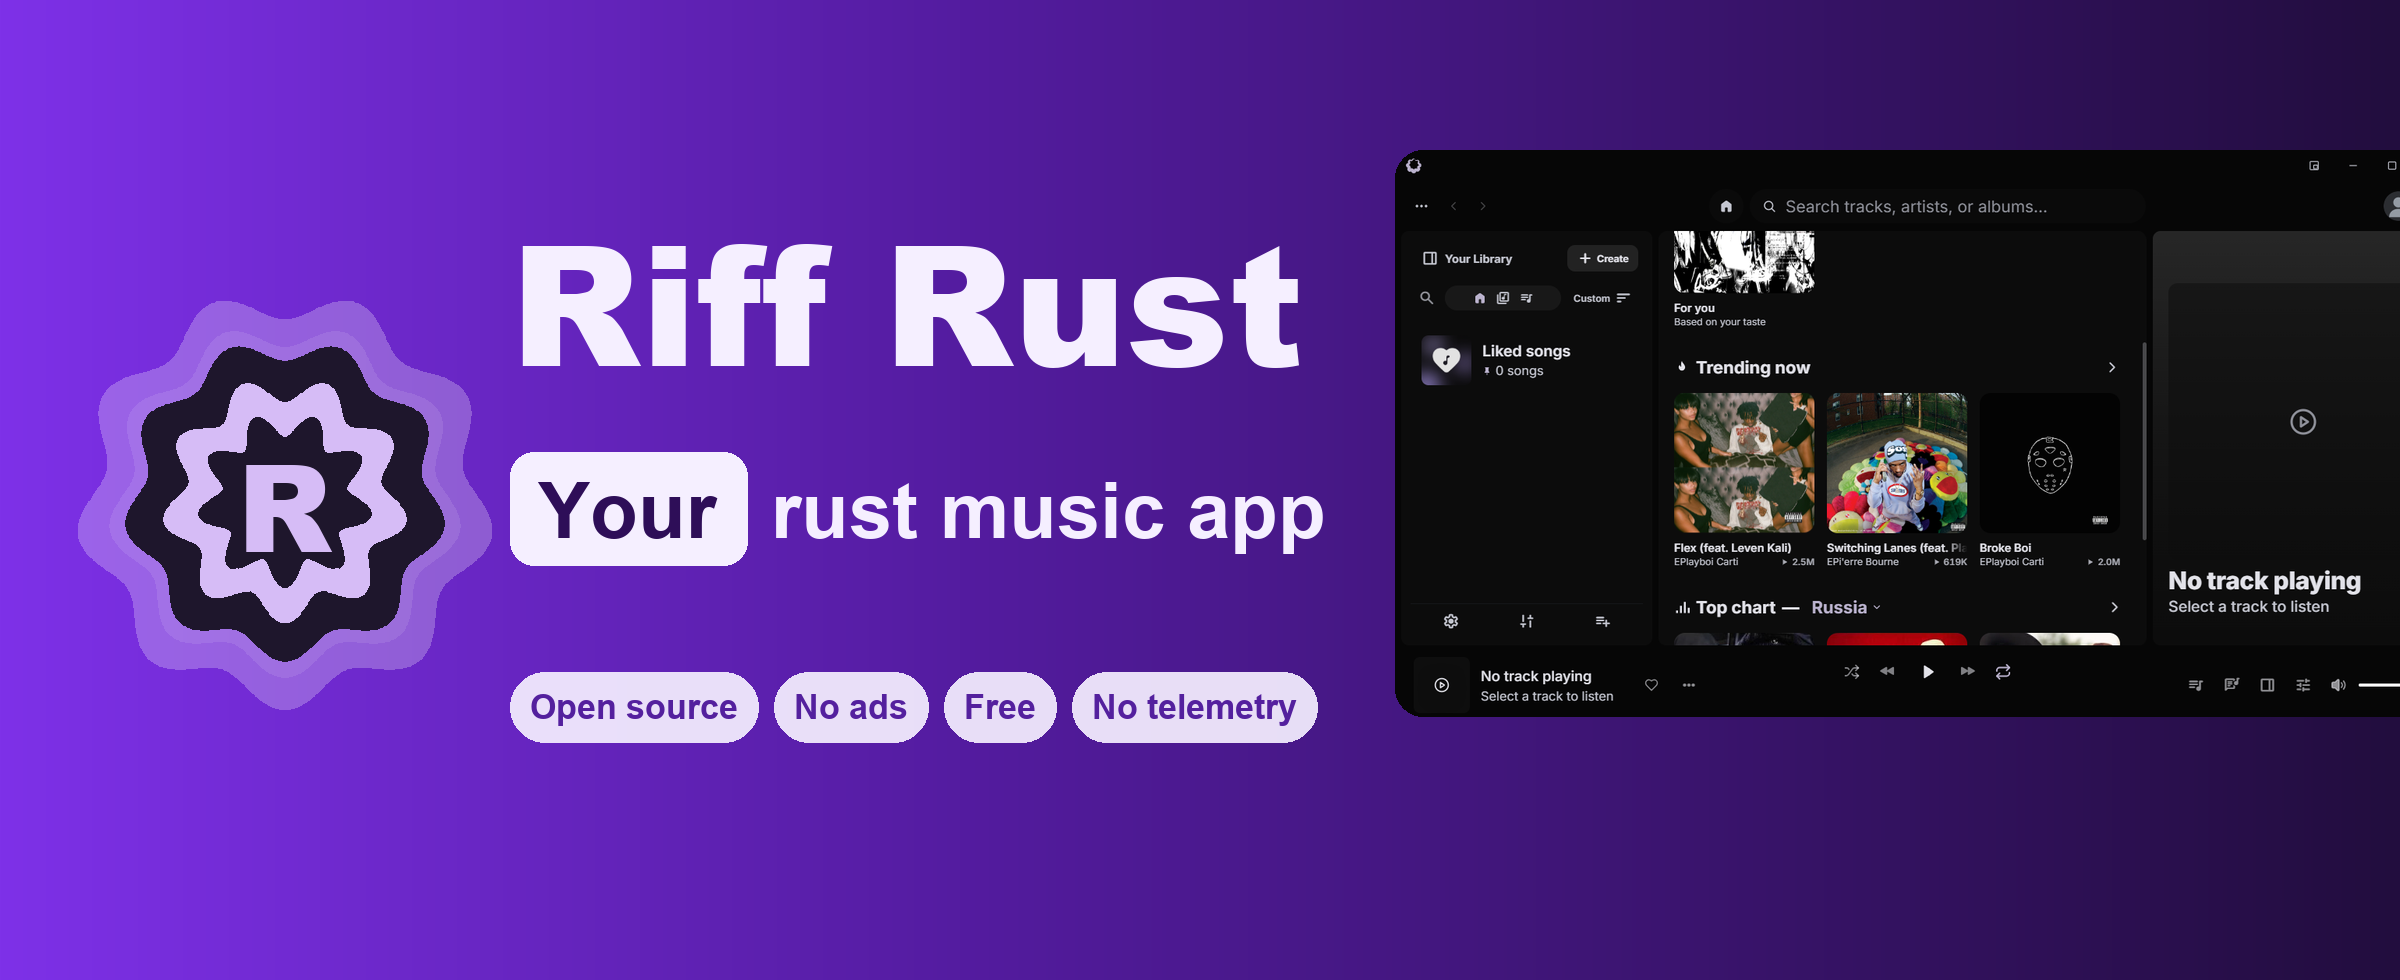 R
Riff Rust
Your rust music app
Open source
No ads
Free
No telemetry
Search tracks, artists, or albums...
Your Library
Create
Custom
Liked songs
0 songs
For you
Based on your taste
Trending now
Flex (feat. Leven Kali)
EPlayboi Carti
2.5M
Switching Lanes (feat.
EPi'erre Bourne
619K
Broke Boi
EPlayboi Carti
2.0M
Top chart — Russia
No track playing
Select a track to listen
No track playing
Select a track to listen